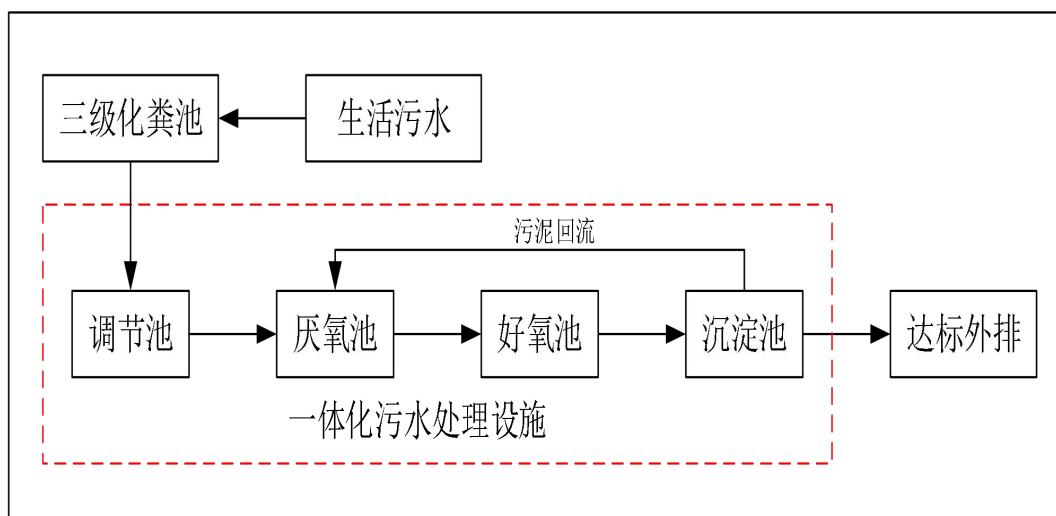 三级化粪池
生活污水
污泥回流
调节池
厌氧池
好氧池
沉淀池
达标外排
一体化污水处理设施